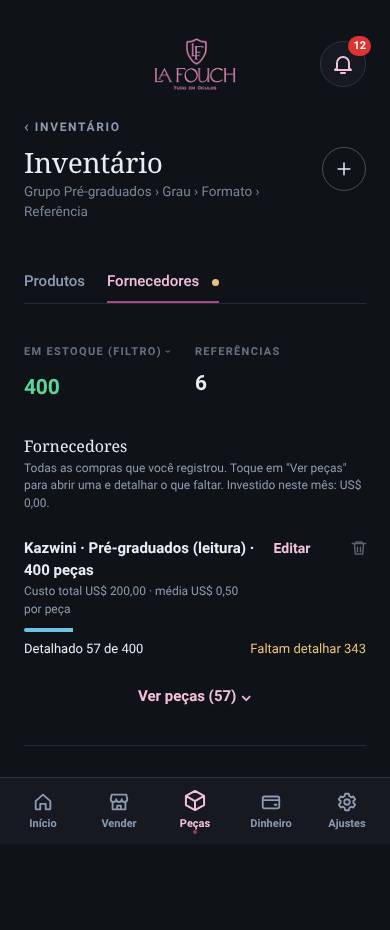 12
LF
LA FOUCH
TUDO EM ÓCULOS
‹ INVENTÁRIO
Inventário
Grupo Pré-graduados › Grau › Formato ›
Referência
+
Produtos
Fornecedores
EM ESTOQUE (FILTRO)
REFERÊNCIAS
400
6
Fornecedores
Todas as compras que você registrou. Toque em "Ver peças"
para abrir uma e detalhar o que faltar. Investido neste mês: US$
0,00.
Kazwini · Pré-graduados (leitura) ·
400 peças
Editar
Custo total US$ 200,00 · média US$ 0,50
por peça
Detalhado 57 de 400
Faltam detalhar 343
Ver peças (57)
Início
Vender
Peças
Dinheiro
Ajustes